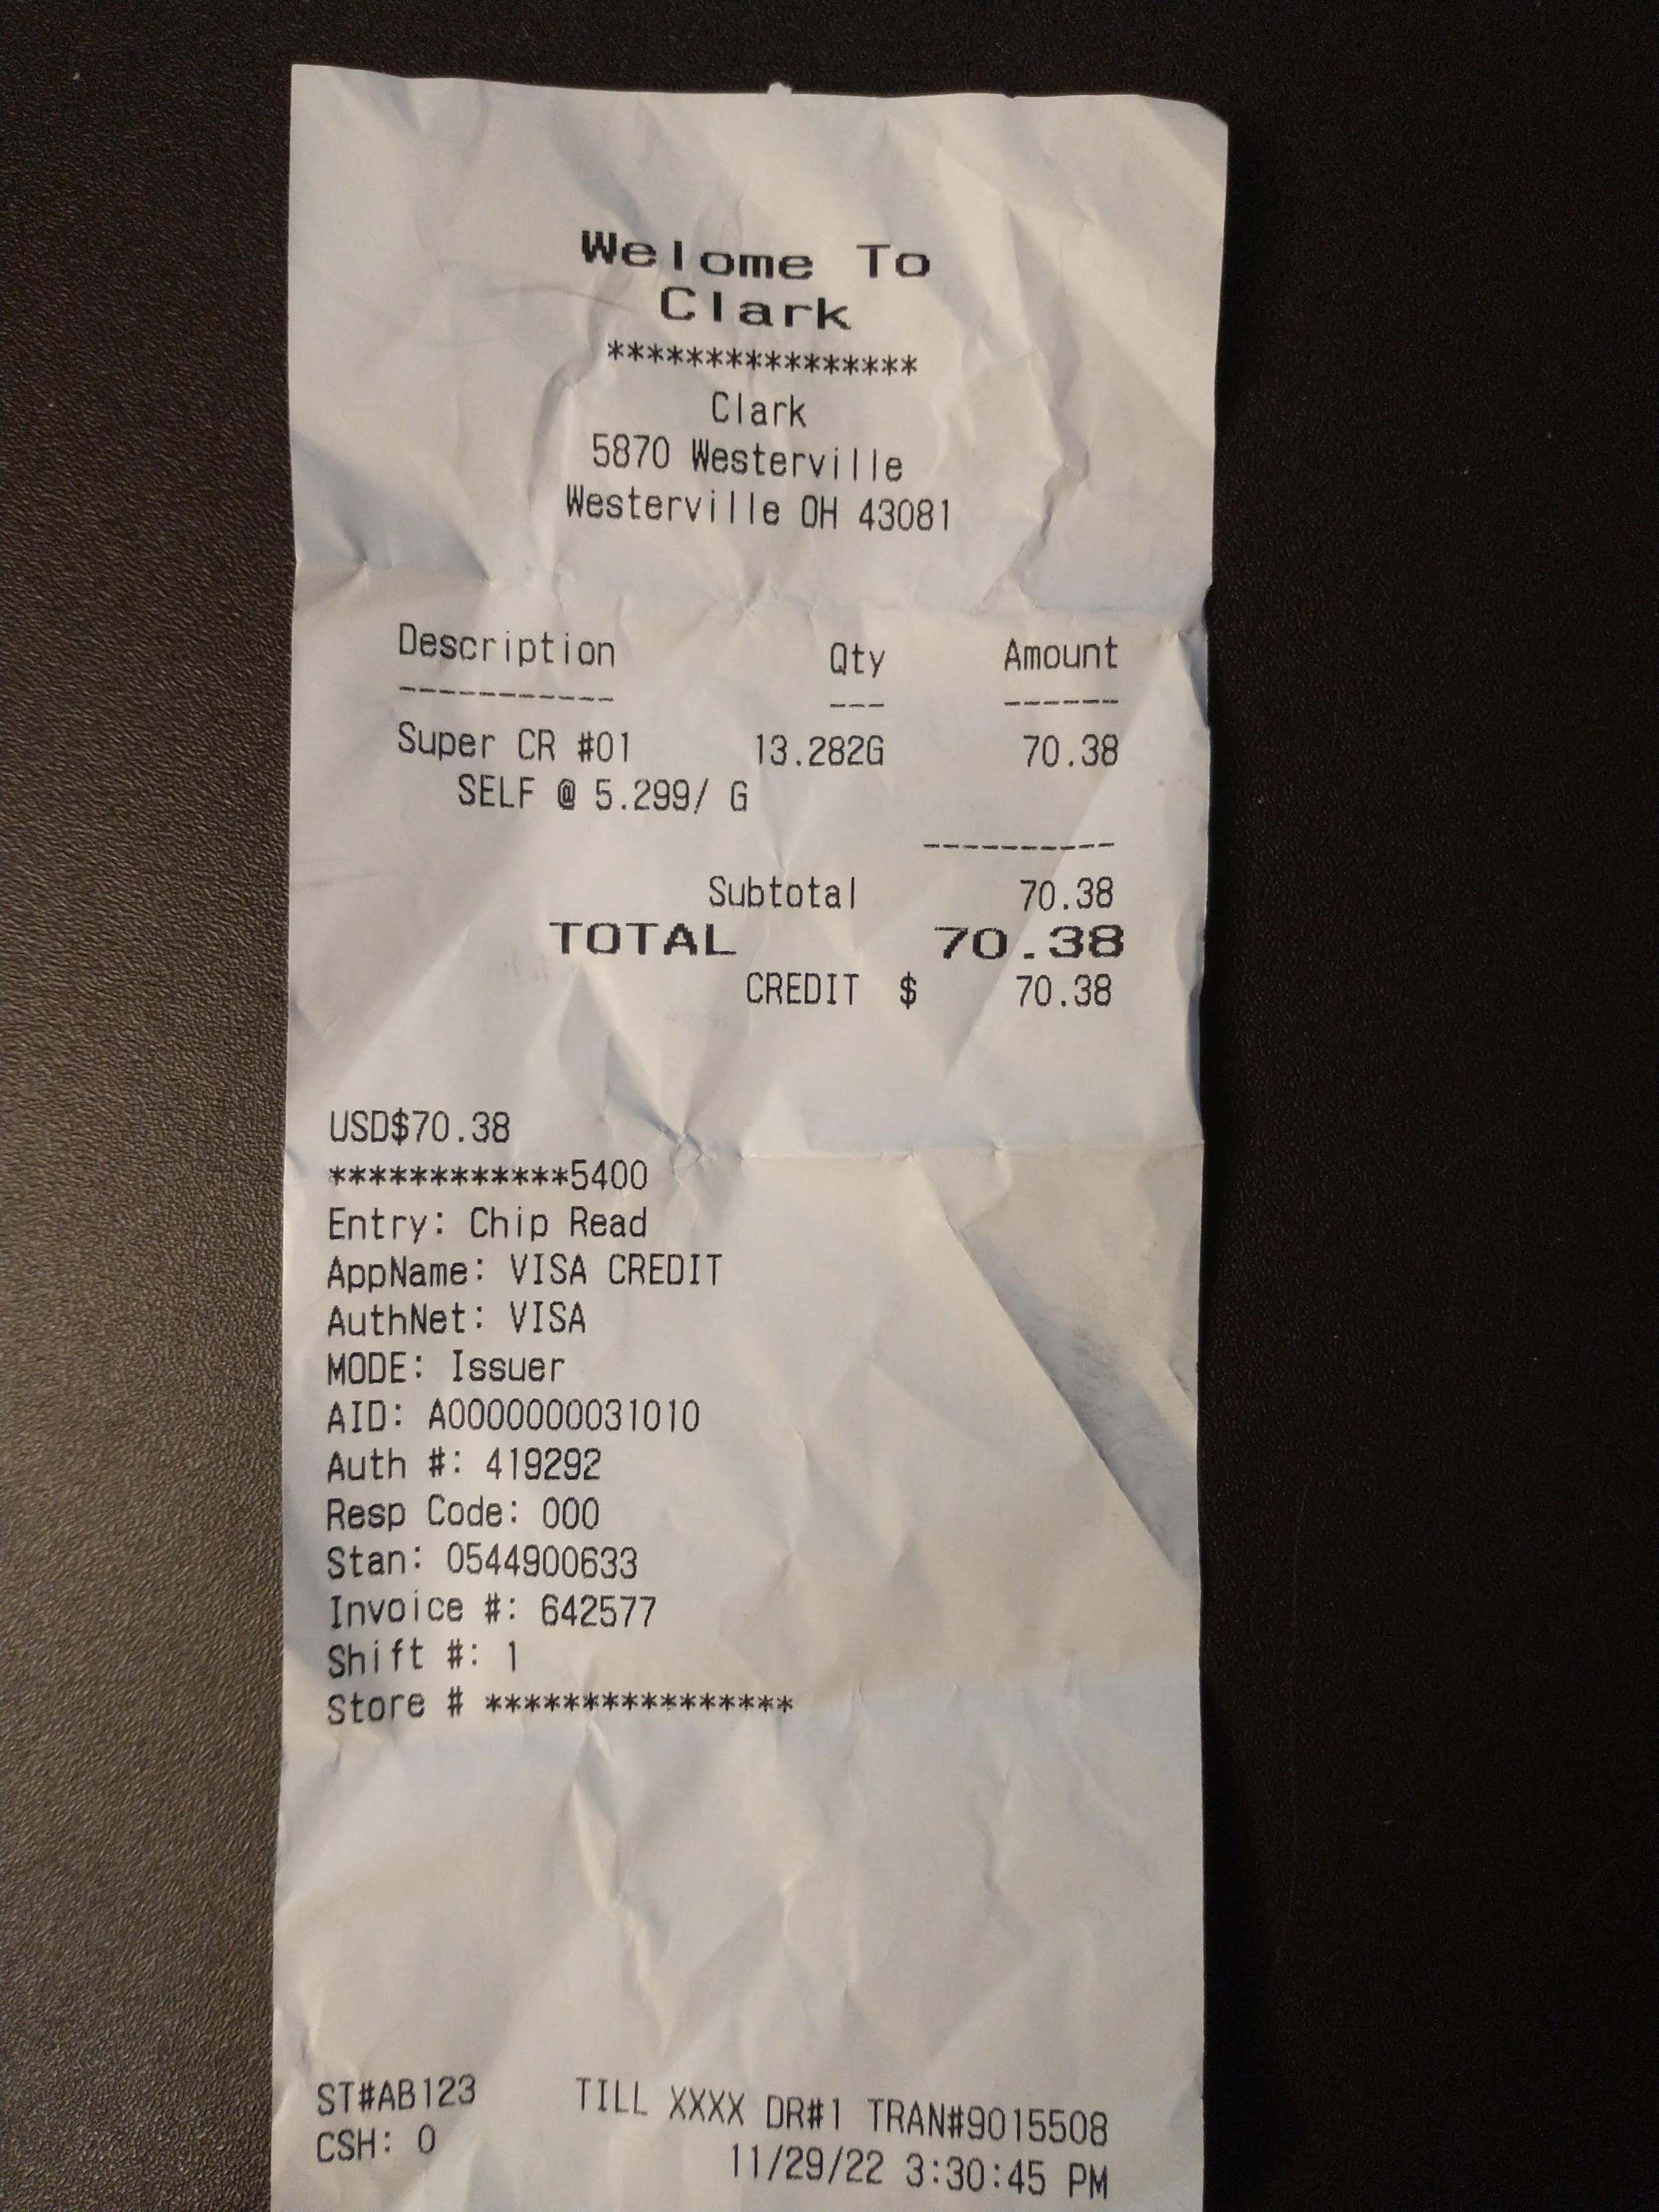 Welome To
Clark
****************
Clark
5870 Westerville
Westerville OH 43081
Description Qty Amount
----------- --- ------
Super CR #01 13.282G 70.38
SELF @ 5.299/ G
----------
Subtotal 70.38
TOTAL 70.38
CREDIT $ 70.38
USD$70.38
************5400
Entry: Chip Read
AppName: VISA CREDIT
AuthNet: VISA
MODE: Issuer
AID: A0000000031010
Auth #: 419292
Resp Code: 000
Stan: 0544900633
Invoice #: 642577
Shift #: 1
Store # ****************
ST#AB123 TILL XXXX DR#1 TRAN#9015508
CSH: 0 11/29/22 3:30:45 PM